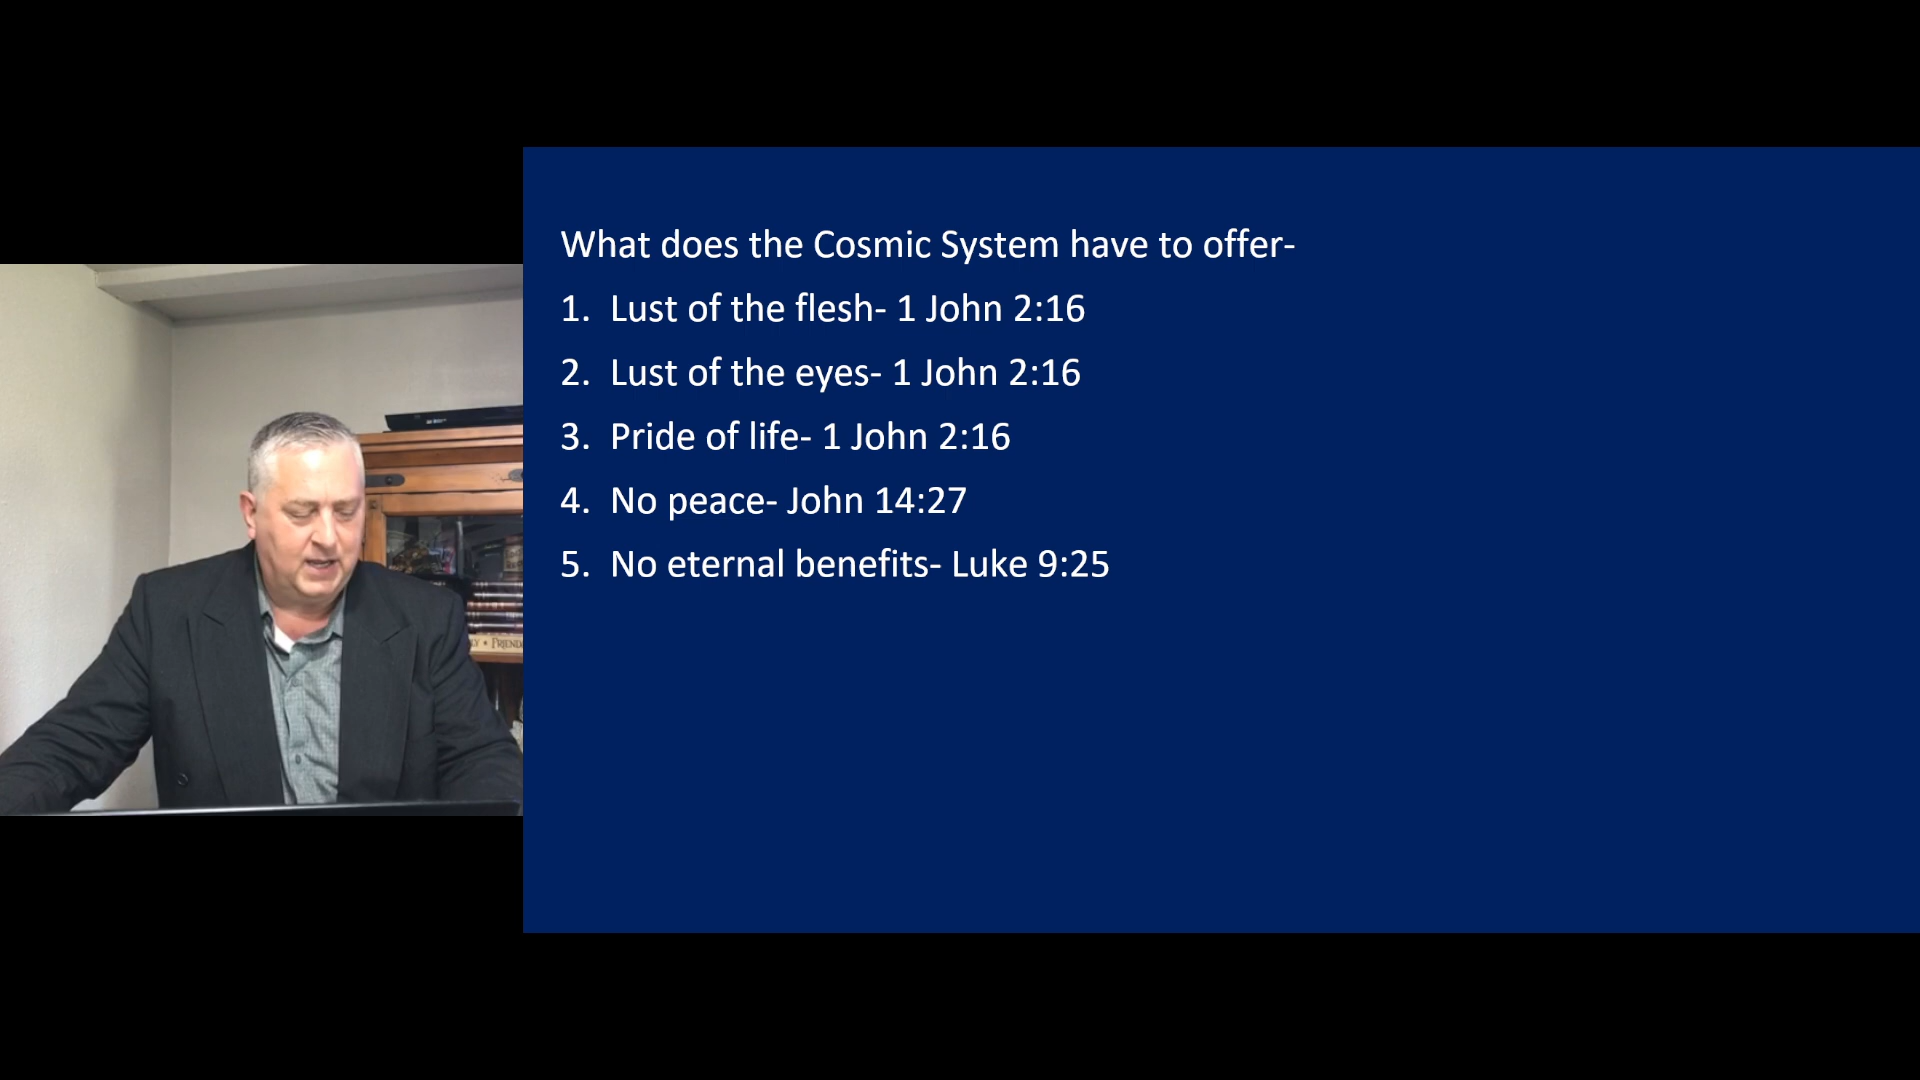 What does the Cosmic System have to offer-
1. Lust of the flesh- 1 John 2:16
2. Lust of the eyes- 1 John 2:16
3. Pride of life- 1 John 2:16
4. No peace- John 14:27
5. No eternal benefits- Luke 9:25